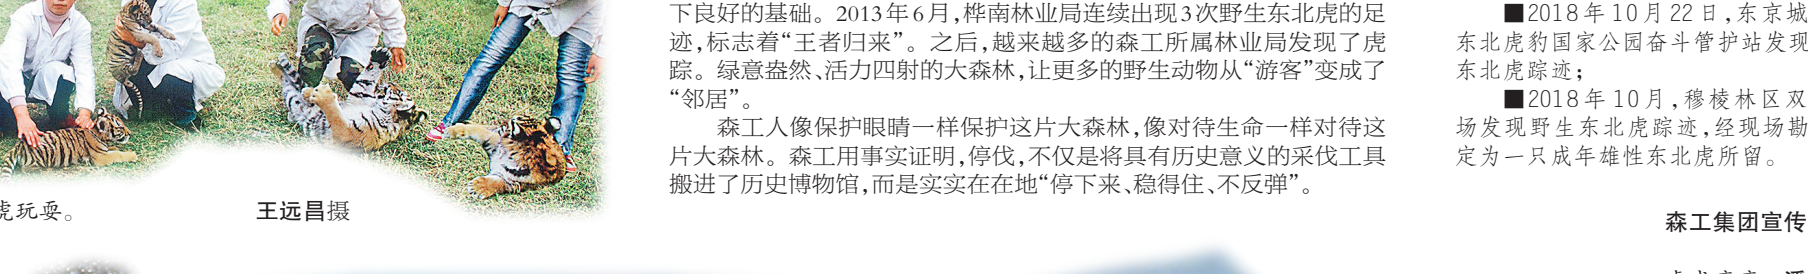 虎玩耍。
王远昌摄
下良好的基础。2013年6月,桦南林业局连续出现3次野生东北虎的足
迹,标志着“王者归来”。之后,越来越多的森工所属林业局发现了虎
踪。绿意盎然、活力四射的大森林,让更多的野生动物从“游客”变成了
“邻居”。
森工人像保护眼睛一样保护这片大森林,像对待生命一样对待这
片大森林。森工用事实证明,停伐,不仅是将具有历史意义的采伐工具
搬进了历史博物馆,而是实实在在地“停下来、稳得住、不反弹”。
■2018年10月22日,东京城
东北虎豹国家公园奋斗管护站发现
东北虎踪迹;
■2018年10月,穆棱林区双
场发现野生东北虎踪迹,经现场勘
定为一只成年雄性东北虎所留。
森工集团宣传